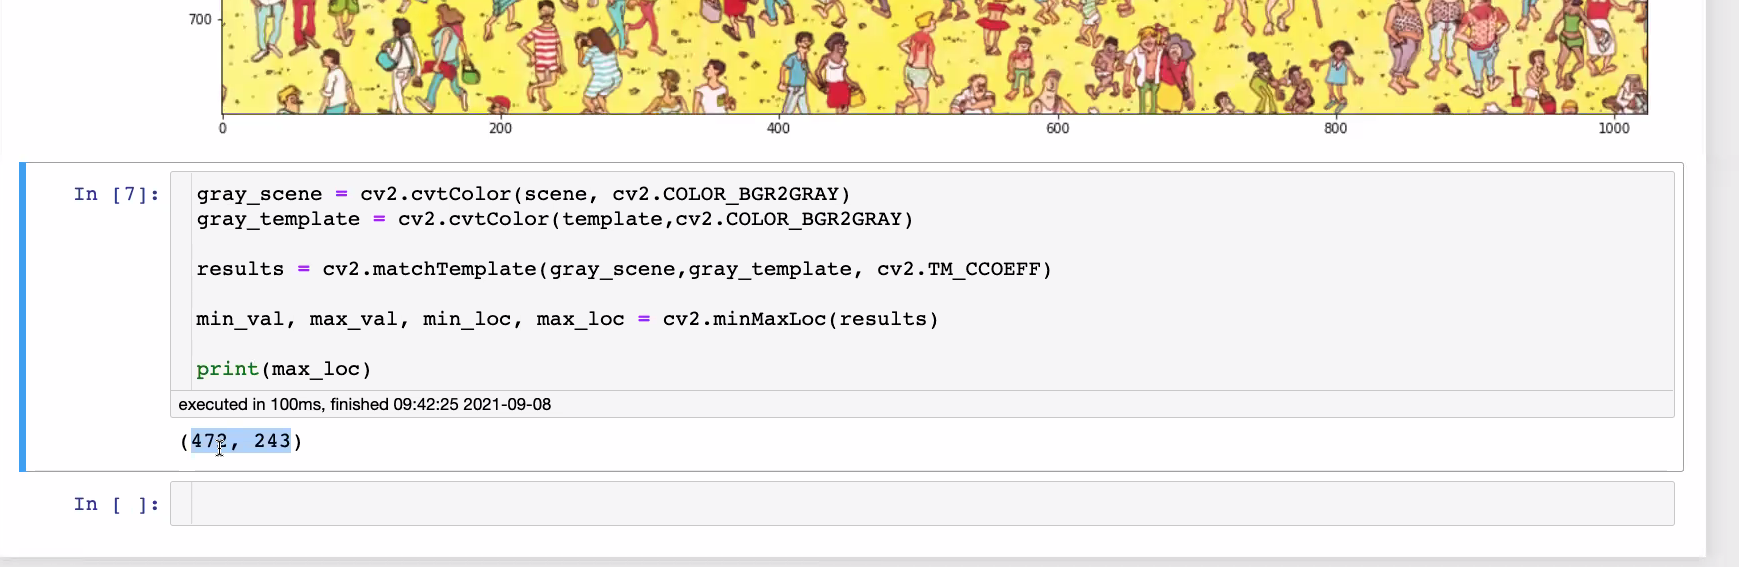 700
0 200 400 600 800 1000
In [7]:
gray_scene = cv2.cvtColor(scene, cv2.COLOR_BGR2GRAY)
gray_template = cv2.cvtColor(template,cv2.COLOR_BGR2GRAY)
results = cv2.matchTemplate(gray_scene,gray_template, cv2.TM_CCOEFF)
min_val, max_val, min_loc, max_loc = cv2.minMaxLoc(results)
print(max_loc)
executed in 100ms, finished 09:42:25 2021-09-08
(472, 243)
In [ ]: